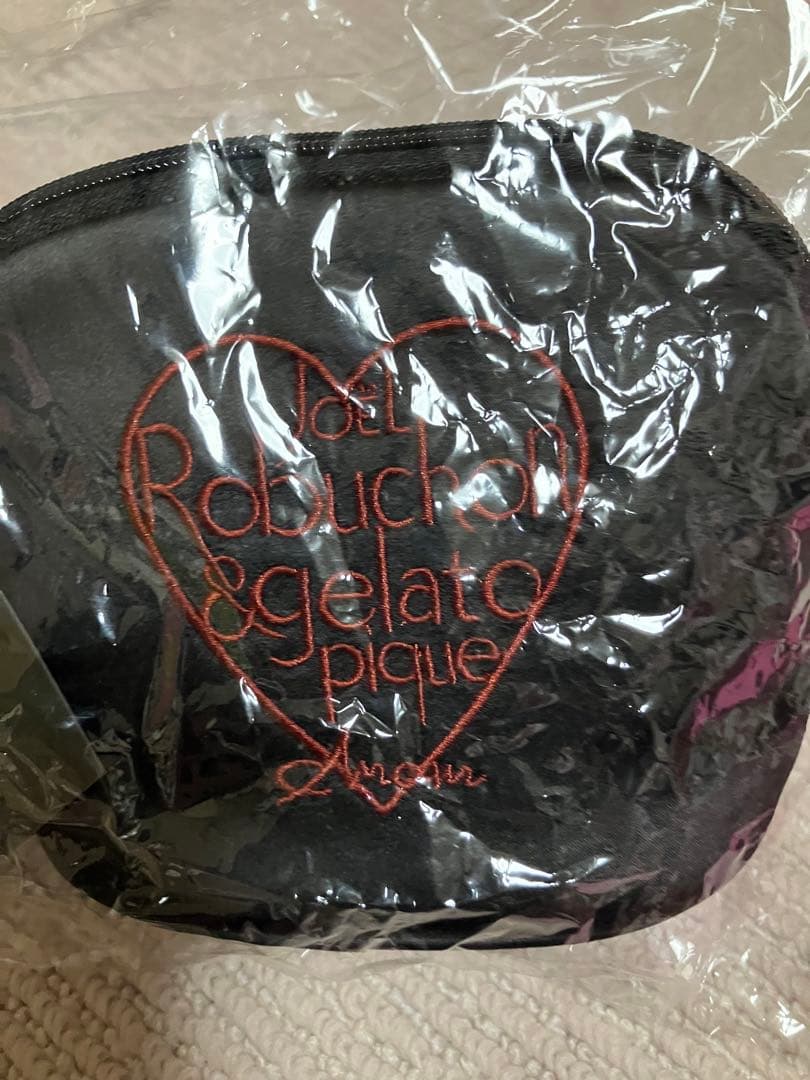 Joël
Robuchon
&gelato
pique
Amour